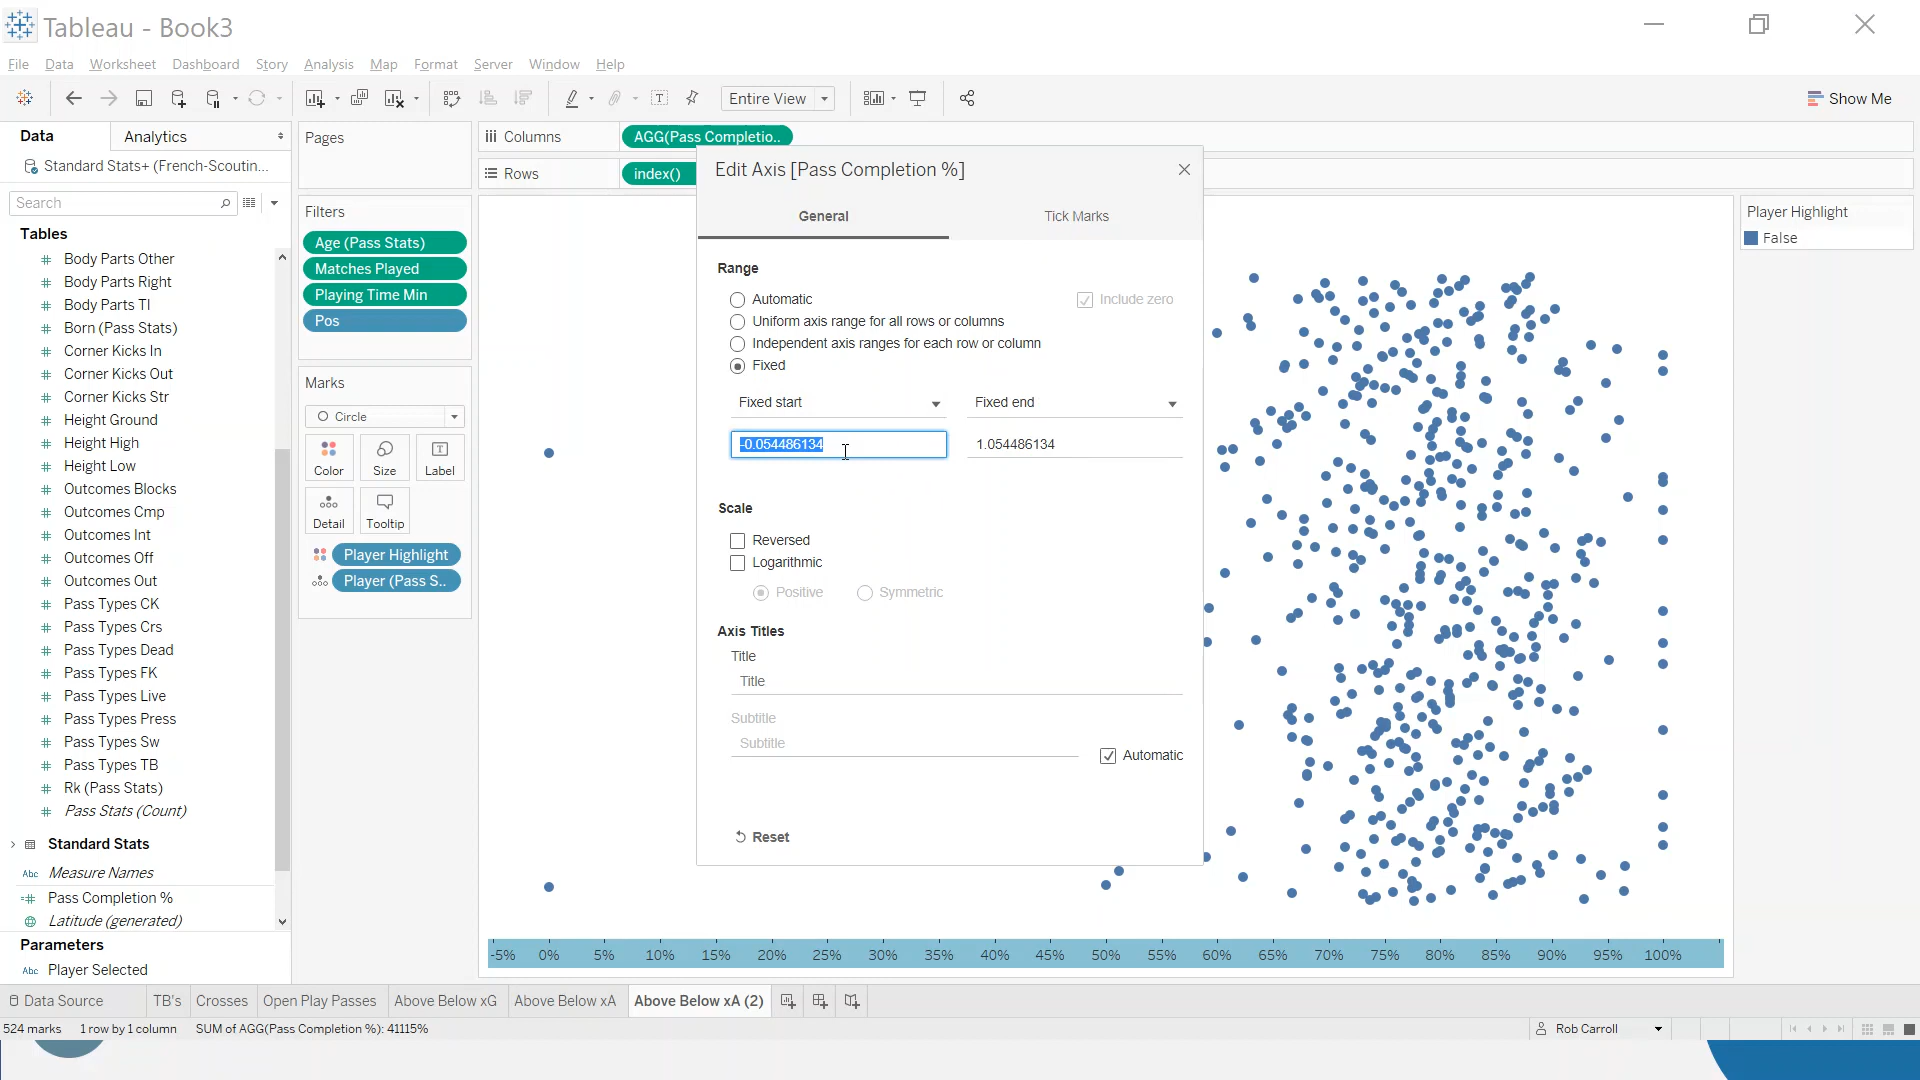 Tableau - Book3
File Data Worksheet Dashboard Story Analysis Map Format Server Window Help
Entire View
Show Me
Data Analytics
Standard Stats+ (French-Scoutin...
Search
Tables
Body Parts Other
Body Parts Right
Body Parts TI
Born (Pass Stats)
Corner Kicks In
Corner Kicks Out
Corner Kicks Str
Height Ground
Height High
Height Low
Outcomes Blocks
Outcomes Cmp
Outcomes Int
Outcomes Off
Outcomes Out
Pass Types CK
Pass Types Crs
Pass Types Dead
Pass Types FK
Pass Types Live
Pass Types Press
Pass Types Sw
Pass Types TB
Rk (Pass Stats)
Pass Stats (Count)
Standard Stats
Abc Measure Names
Pass Completion %
Latitude (generated)
Parameters
Abc Player Selected
Pages
Filters
Age (Pass Stats)
Matches Played
Playing Time Min
Pos
Marks
Circle
Color Size Label
Detail Tooltip
Player Highlight
Player (Pass S..
Columns AGG(Pass Completio..
Rows index()
Edit Axis [Pass Completion %]
General Tick Marks
Range
Automatic Include zero
Uniform axis range for all rows or columns
Independent axis ranges for each row or column
Fixed
Fixed start Fixed end
-0.054486134 1.054486134
Scale
Reversed
Logarithmic
Positive Symmetric
Axis Titles
Title
Title
Subtitle
Subtitle
Automatic
Reset
Player Highlight
False
-5% 0% 5% 10% 15% 20% 25% 30% 35% 40% 45% 50% 55% 60% 65% 70% 75% 80% 85% 90% 95% 100%
Data Source TB's Crosses Open Play Passes Above Below xG Above Below xA Above Below xA (2)
524 marks 1 row by 1 column SUM of AGG(Pass Completion %): 41115% Rob Carroll